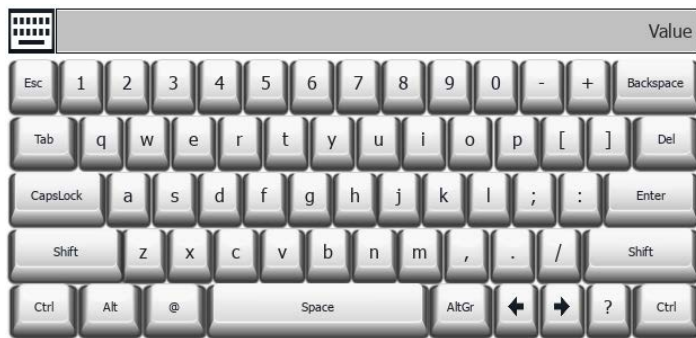 Value
Esc 1 2 3 4 5 6 7 8 9 0 - + Backspace
Tab q w e r t y u i o p [ ] Del
CapsLock a s d f g h j k l ; : Enter
Shift z x c v b n m , . / Shift
Ctrl Alt @ Space AltGr ← → ? Ctrl